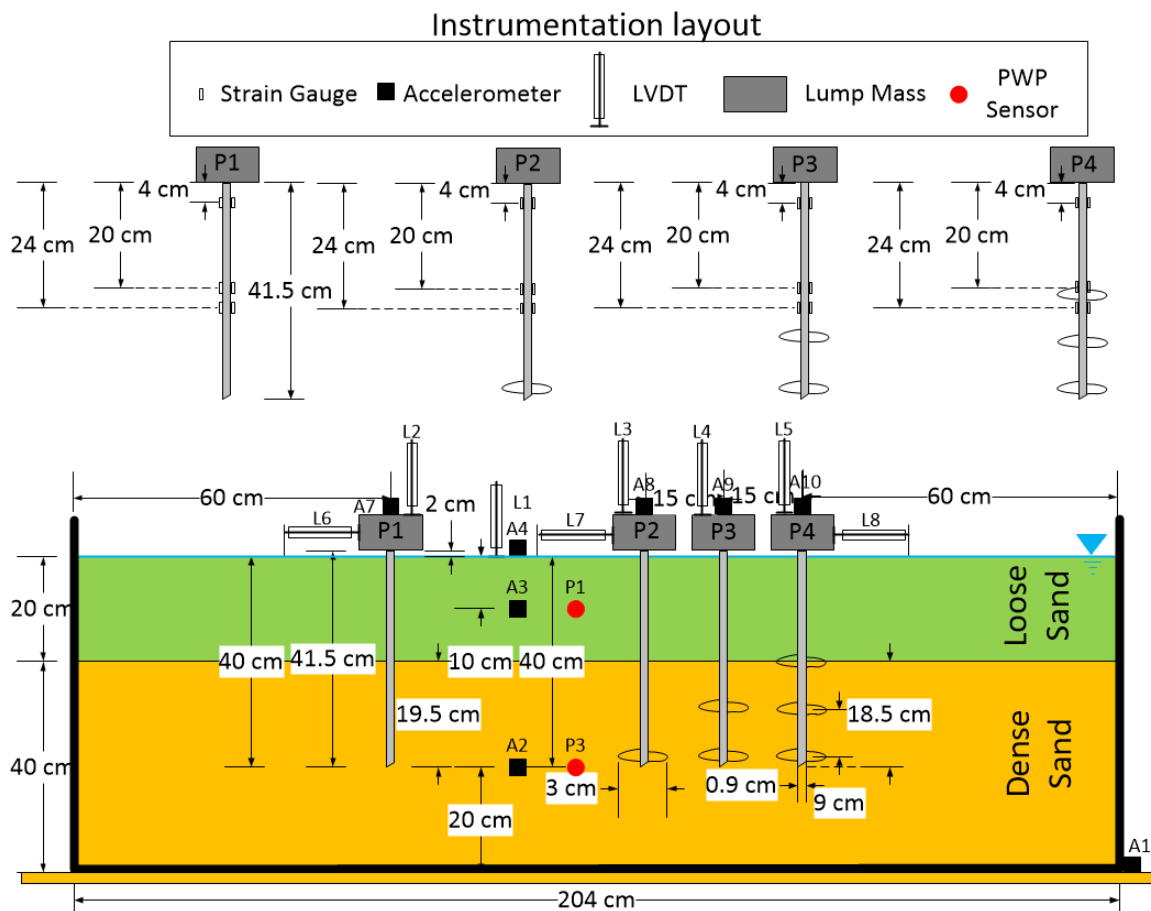 Instrumentation layout
Strain Gauge
Accelerometer
LVDT
Lump Mass
PWP
Sensor
P1
P2
P3
P4
4 cm
4 cm
4 cm
4 cm
20 cm
20 cm
20 cm
20 cm
24 cm
24 cm
24 cm
24 cm
41.5 cm
L2
L3
L4
L5
60 cm
A7
2 cm
L1
A8
15 cm
A9
15 cm
A10
60 cm
L6
P1
A4
L7
P2
P3
P4
L8
20 cm
A3
P1
Loose
Sand
40 cm
41.5 cm
10 cm
40 cm
19.5 cm
18.5 cm
40 cm
A2
P3
3 cm
0.9 cm
9 cm
20 cm
Dense
Sand
A1
204 cm